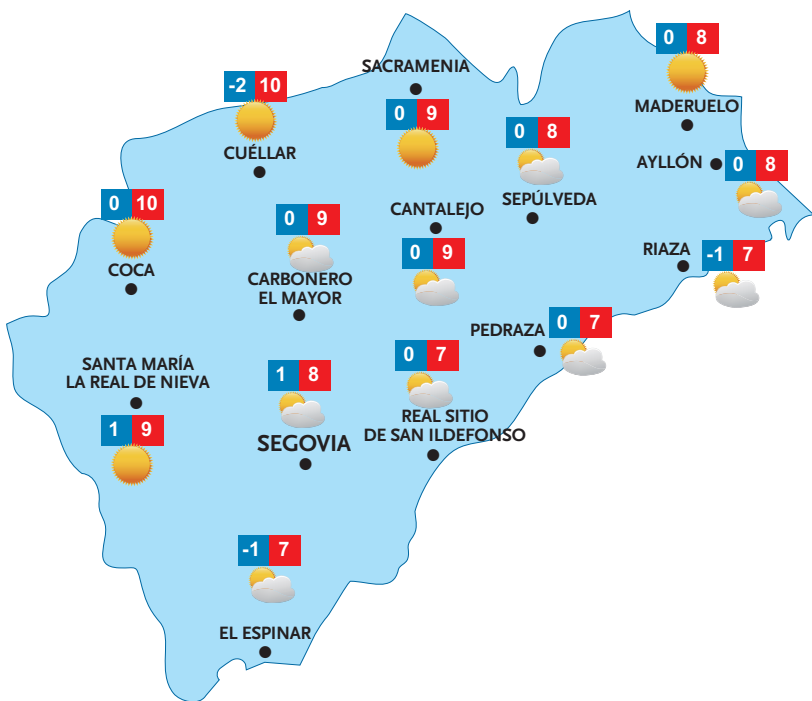 0 8
MADERUELO
SACRAMENIA
0 9
-2 10
CUÉLLAR
0 8
SEPÚLVEDA
AYLLÓN
0 8
0 10
COCA
0 9
CARBONERO
EL MAYOR
CANTALEJO
0 9
RIAZA
-1 7
PEDRAZA
0 7
SANTA MARÍA
LA REAL DE NIEVA
1 9
1 8
SEGOVIA
0 7
REAL SITIO
DE SAN ILDEFONSO
-1 7
EL ESPINAR